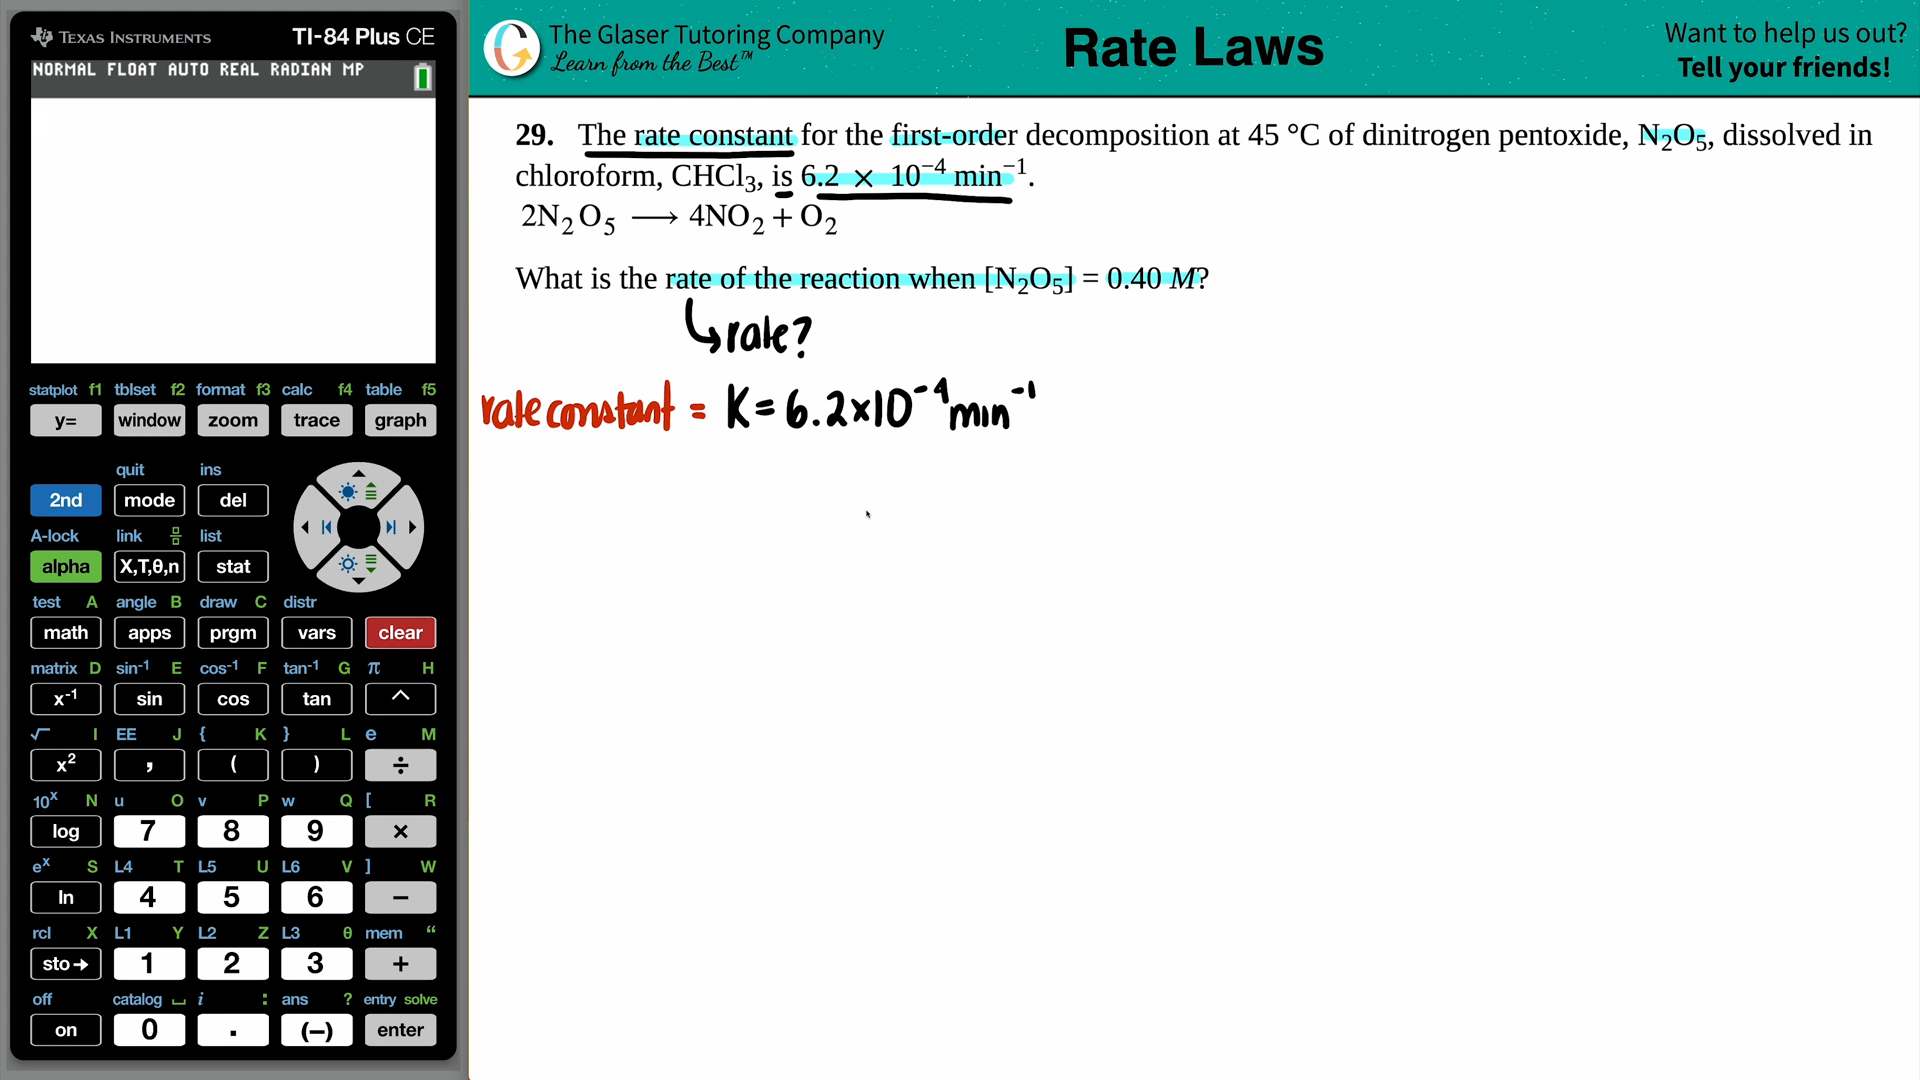 TEXAS INSTRUMENTS TI-84 Plus CE
NORMAL FLOAT AUTO REAL RADIAN MP
statplot f1 tblset f2 format f3 calc f4 table f5
y= window zoom trace graph
quit ins
2nd mode del
A-lock link list
alpha X,T,θ,n stat
test A angle B draw C distr
math apps prgm vars clear
matrix D sin⁻¹ E cos⁻¹ F tan⁻¹ G π H
x⁻¹ sin cos tan ^
√ I EE J { K } L e M
x² , ( ) ÷
10ˣ N u O v P w Q [ R
log 7 8 9 ×
eˣ S L4 T L5 U L6 V ] W
ln 4 5 6 −
rcl X L1 Y L2 Z L3 θ mem “
sto→ 1 2 3 +
off catalog ⎵ i : ans ? entry solve
on 0 . (−) enter
The Glaser Tutoring Company
Learn from the Best™
Rate Laws
Want to help us out?
Tell your friends!
29. The rate constant for the first-order decomposition at 45 °C of dinitrogen pentoxide, N₂O₅, dissolved in
chloroform, CHCl₃, is 6.2 × 10⁻⁴ min⁻¹.
2N₂O₅ ⟶ 4NO₂ + O₂
What is the rate of the reaction when [N₂O₅] = 0.40 M?
rate?
rate constant = K = 6.2×10⁻⁴ min⁻¹